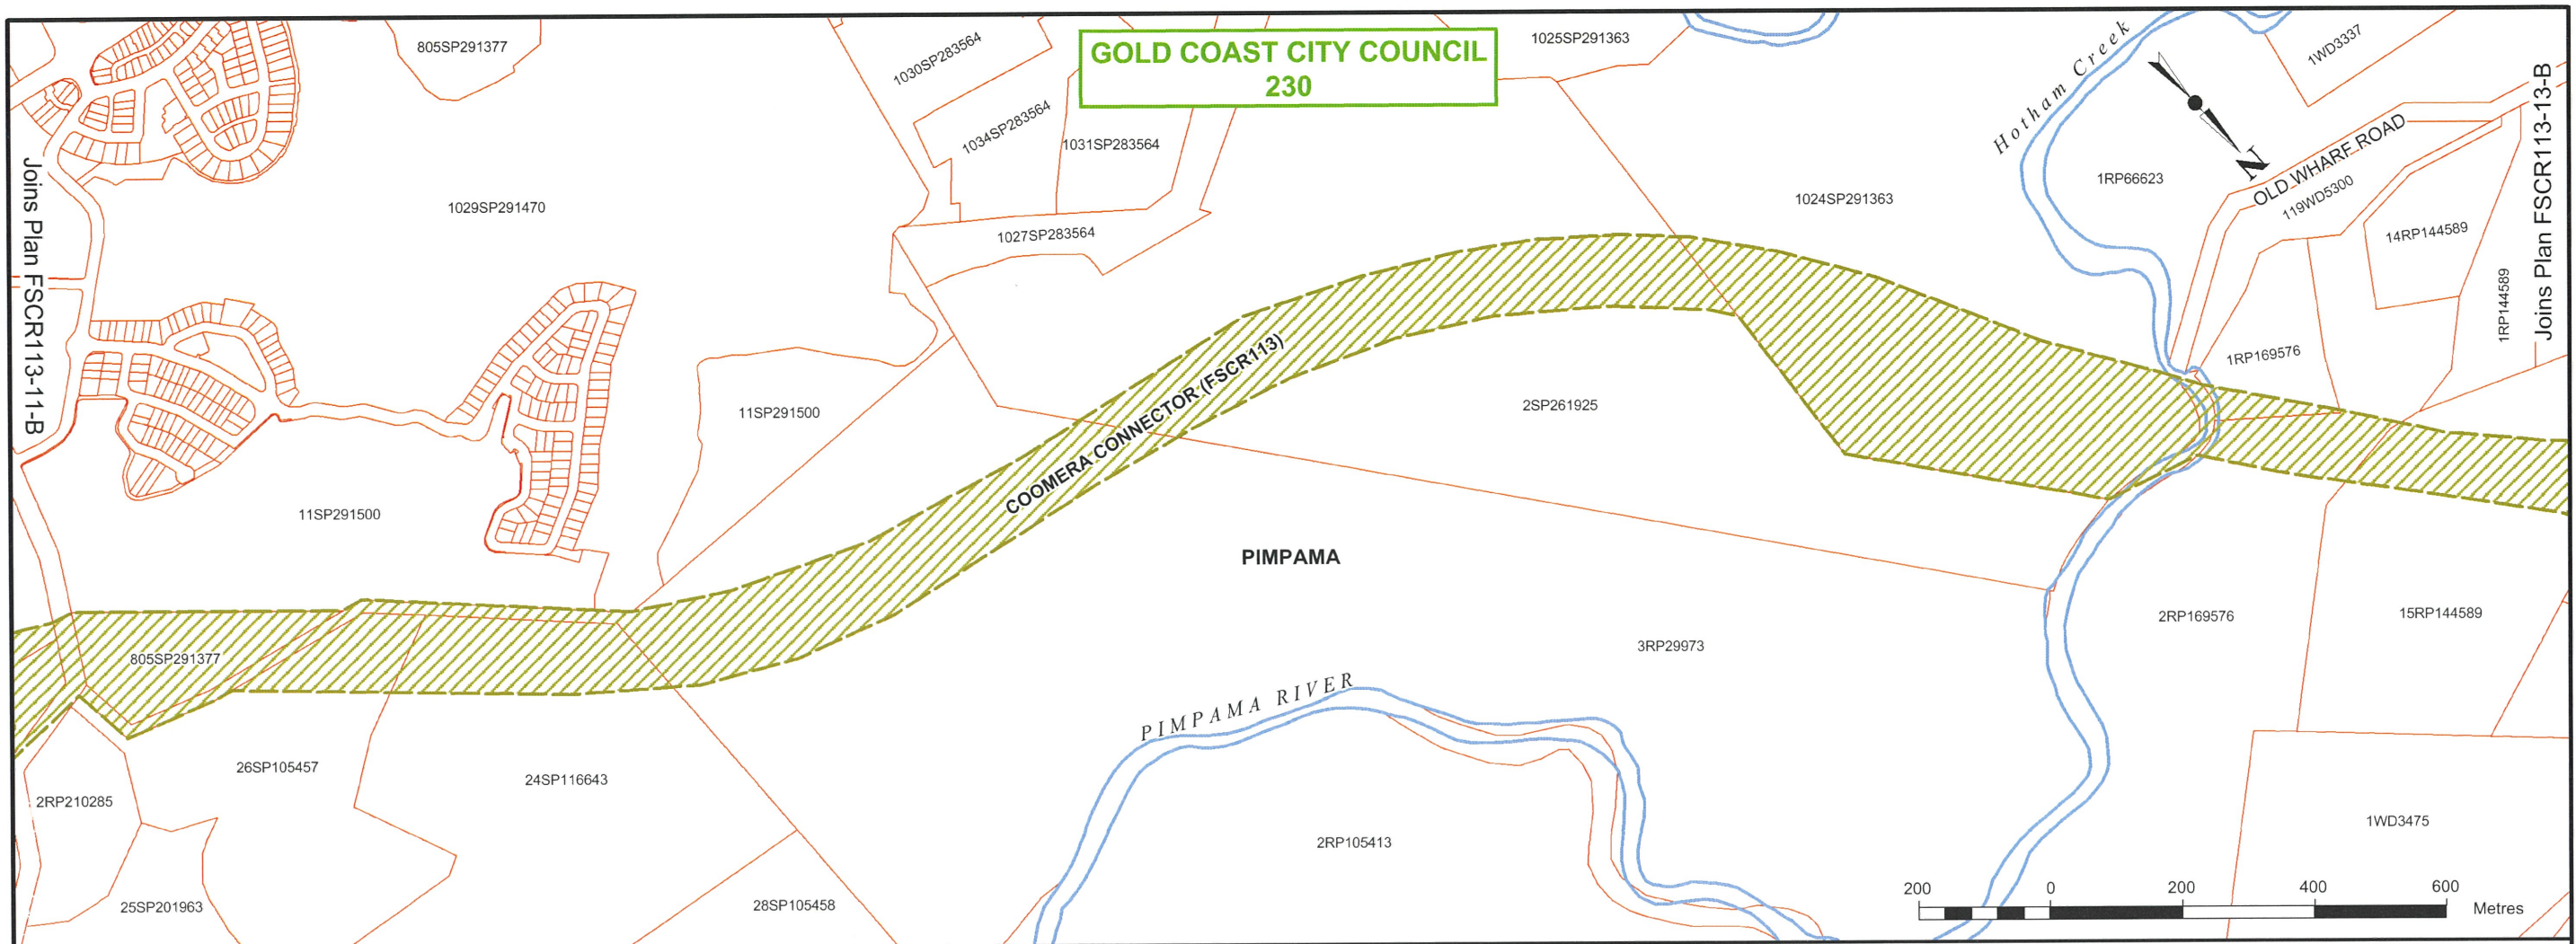 805SP291377
1030SP283564
GOLD COAST CITY COUNCIL
230
1025SP291363
Hotham Creek
1WD3337
1034SP283564
1031SP283564
N
OLD WHARF ROAD
119WD5300
1RP66623
Joins Plan FSCR113-11-B
Joins Plan FSCR113-13-B
1029SP291470
1024SP291363
1027SP283564
14RP144589
1RP144589
1RP169576
COOMERA CONNECTOR (FSCR113)
11SP291500
2SP261925
11SP291500
PIMPAMA
805SP291377
3RP29973
2RP169576
15RP144589
PIMPAMA RIVER
26SP105457
24SP116643
2RP210285
2RP105413
1WD3475
25SP201963
28SP105458
200 0 200 400 600
Metres